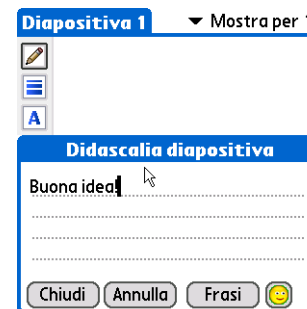 Diapositiva 1 Mostra per
A
Didascalia diapositiva
Buona idea!
Chiudi Annulla Frasi